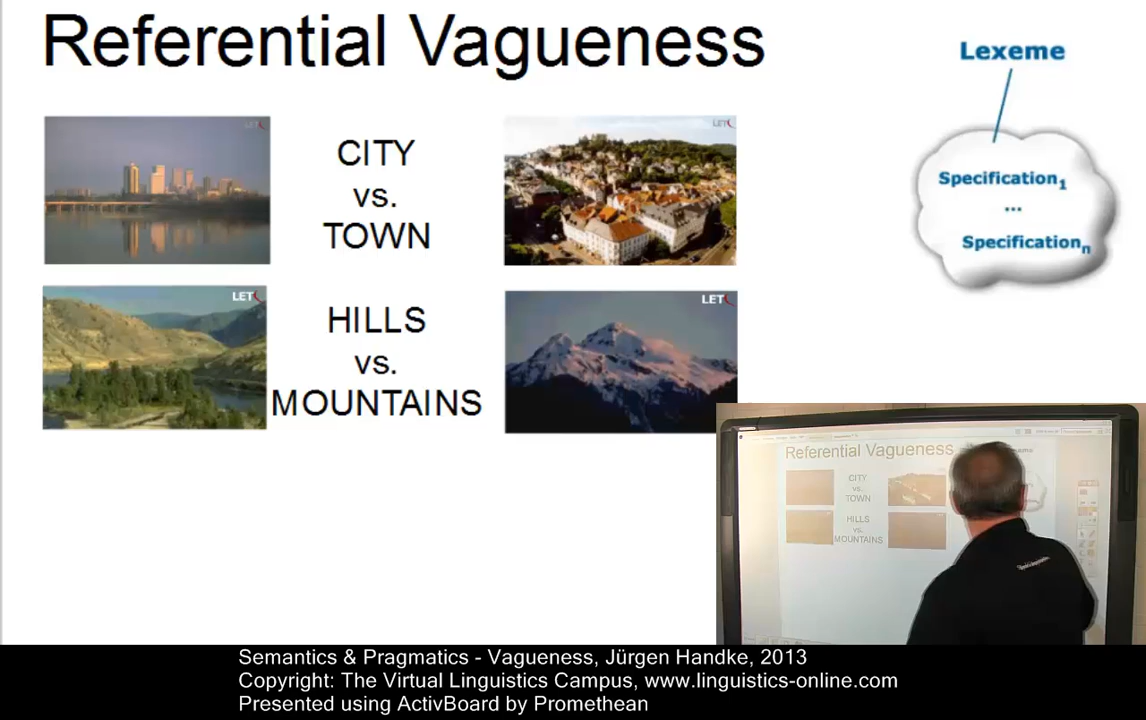 Referential Vagueness
Lexeme
LET
CITY
vs.
TOWN
LET
Specification1
...
Specificationn
LET
HILLS
vs.
MOUNTAINS
LET
Referential Vagueness
CITY
vs.
TOWN
HILLS
vs.
MOUNTAINS
Semantics & Pragmatics - Vagueness, Jürgen Handke, 2013
Copyright: The Virtual Linguistics Campus, www.linguistics-online.com
Presented using ActivBoard by Promethean